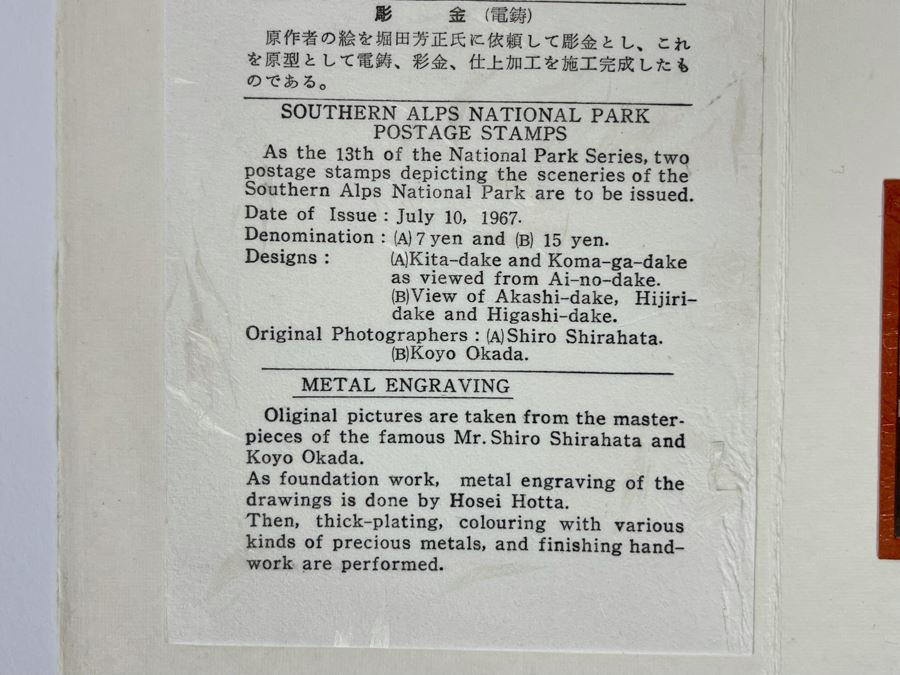 彫　金（電鋳）
原作者の絵を堀田芳正氏に依頼して彫金とし、これ
を原型として電鋳、彩金、仕上加工を施工完成したも
のである。
SOUTHERN ALPS NATIONAL PARK
POSTAGE STAMPS
As the 13th of the National Park Series, two
postage stamps depicting the sceneries of the
Southern Alps National Park are to be issued.
Date of Issue : July 10, 1967.
Denomination : (A) 7 yen and (B) 15 yen.
Designs : (A)Kita-dake and Koma-ga-dake
as viewed from Ai-no-dake.
(B)View of Akashi-dake, Hijiri-
dake and Higashi-dake.
Original Photographers : (A)Shiro Shirahata.
(B)Koyo Okada.
METAL ENGRAVING
Oliginal pictures are taken from the master-
pieces of the famous Mr. Shiro Shirahata and
Koyo Okada.
As foundation work, metal engraving of the
drawings is done by Hosei Hotta.
Then, thick-plating, colouring with various
kinds of precious metals, and finishing hand-
work are performed.